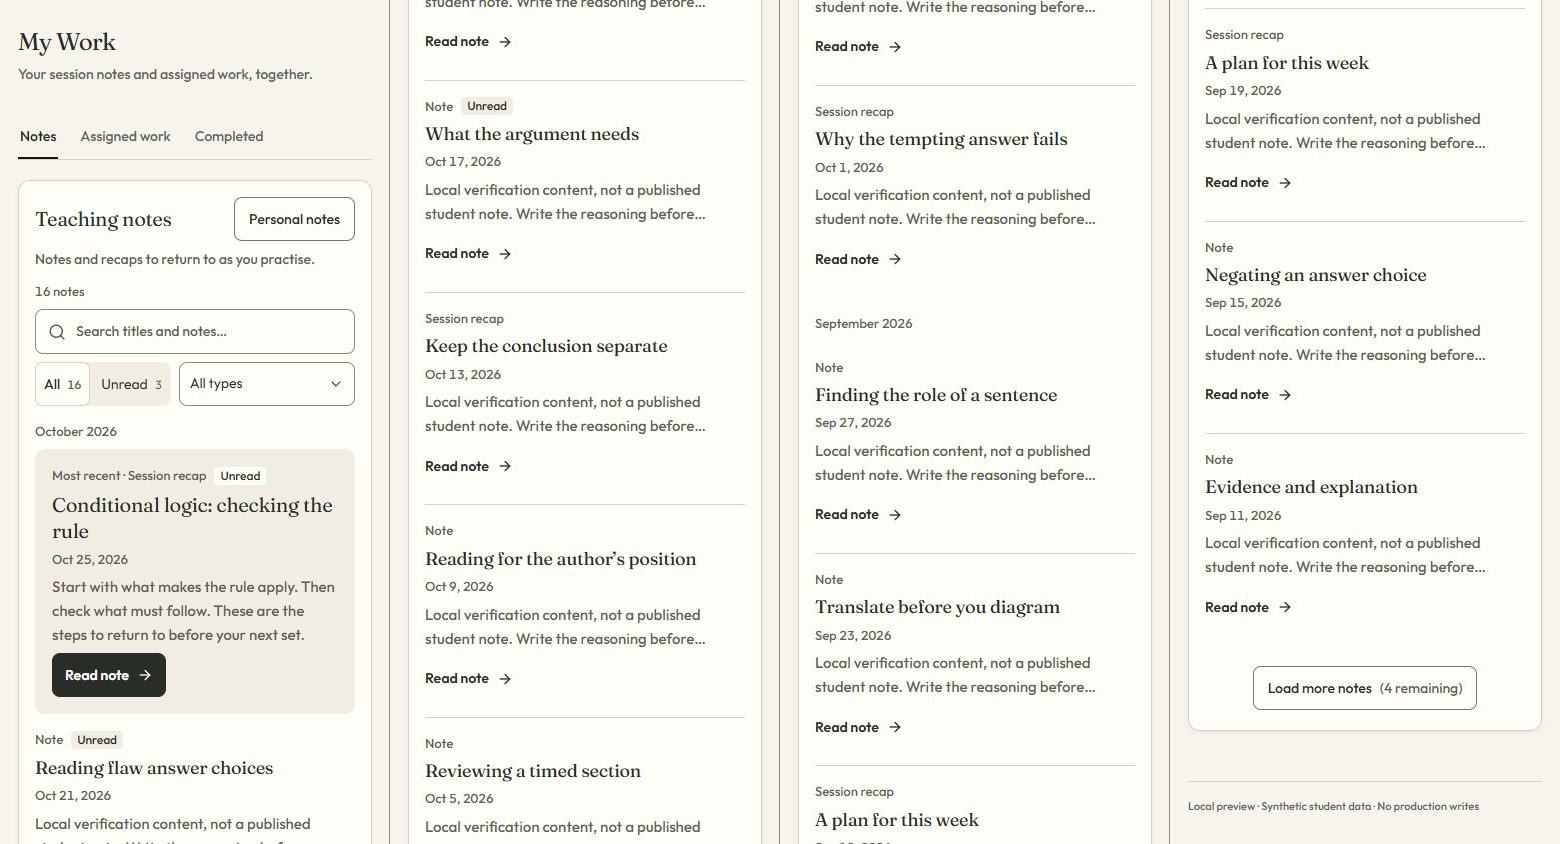 My Work
Your session notes and assigned work, together.
Notes Assigned work Completed
Teaching notes
Personal notes
Notes and recaps to return to as you practise.
16 notes
Search titles and notes...
All 16 Unread 3 All types
October 2026
Most recent · Session recap Unread
Conditional logic: checking the
rule
Oct 25, 2026
Start with what makes the rule apply. Then
check what must follow. These are the
steps to return to before your next set.
Read note →
Note Unread
Reading flaw answer choices
Oct 21, 2026
Local verification content, not a published
student note. Write the reasoning before...
Read note →
Note Unread
What the argument needs
Oct 17, 2026
Local verification content, not a published
student note. Write the reasoning before...
Read note →
Session recap
Keep the conclusion separate
Oct 13, 2026
Local verification content, not a published
student note. Write the reasoning before...
Read note →
Note
Reading for the author's position
Oct 9, 2026
Local verification content, not a published
student note. Write the reasoning before...
Read note →
Note
Reviewing a timed section
Oct 5, 2026
Local verification content, not a published
student note. Write the reasoning before...
Read note →
Session recap
Why the tempting answer fails
Oct 1, 2026
Local verification content, not a published
student note. Write the reasoning before...
Read note →
September 2026
Note
Finding the role of a sentence
Sep 27, 2026
Local verification content, not a published
student note. Write the reasoning before...
Read note →
Note
Translate before you diagram
Sep 23, 2026
Local verification content, not a published
student note. Write the reasoning before...
Read note →
Session recap
A plan for this week
Session recap
A plan for this week
Sep 19, 2026
Local verification content, not a published
student note. Write the reasoning before...
Read note →
Note
Negating an answer choice
Sep 15, 2026
Local verification content, not a published
student note. Write the reasoning before...
Read note →
Note
Evidence and explanation
Sep 11, 2026
Local verification content, not a published
student note. Write the reasoning before...
Read note →
Load more notes (4 remaining)
Local preview · Synthetic student data · No production writes